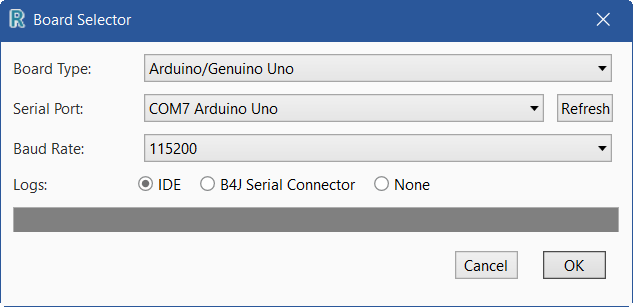 R Board Selector
Board Type: Arduino/Genuino Uno
Serial Port: COM7 Arduino Uno Refresh
Baud Rate: 115200
Logs: IDE B4J Serial Connector None
Cancel OK